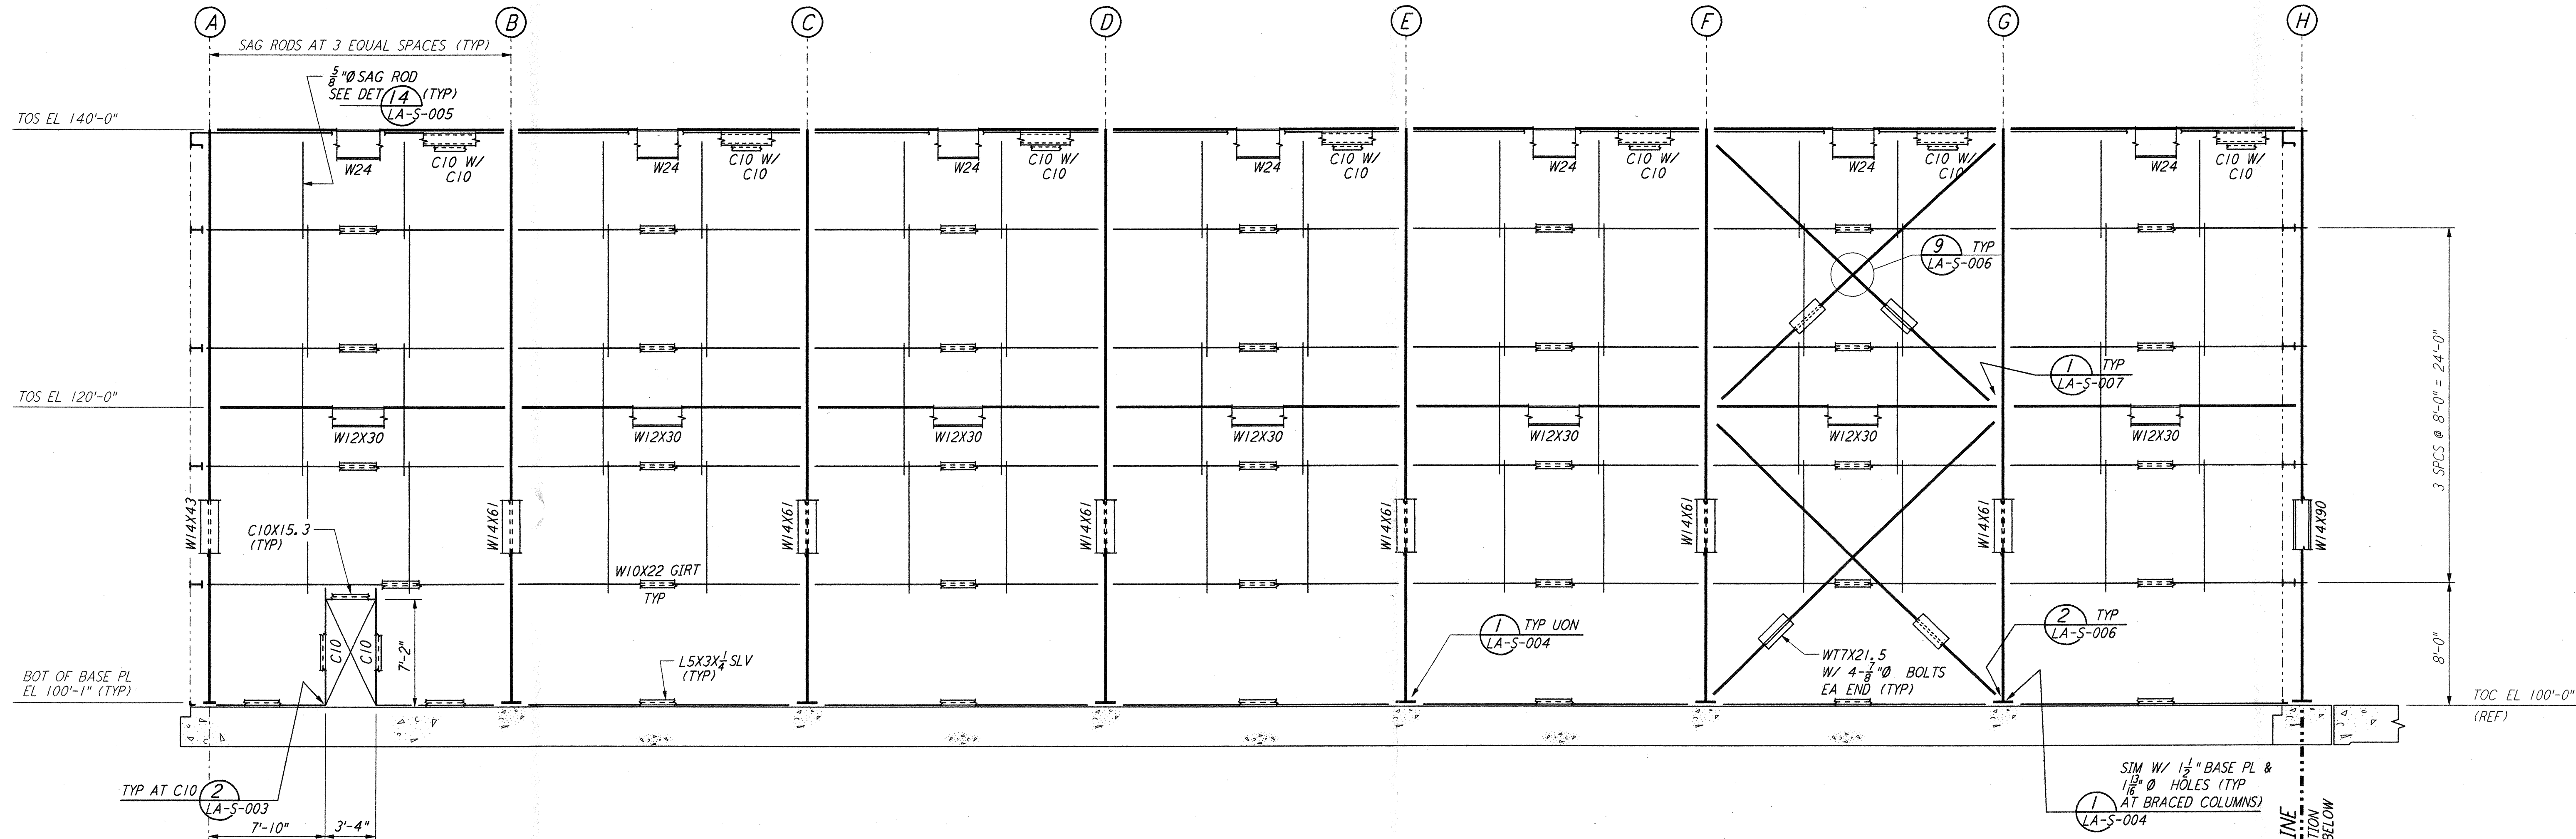 A B C D E F G H
SAG RODS AT 3 EQUAL SPACES (TYP)
5/8"Ø SAG ROD
SEE DET 14 (TYP)
LA-S-005
TOS EL 140'-0"
W24
C10 W/
C10
W24
C10 W/
C10
W24
C10 W/
C10
W24
C10 W/
C10
W24
C10 W/
C10
W24
C10 W/
C10
W24
C10 W/
C10
9 TYP
LA-S-006
1 TYP
LA-S-007
3 SPCS @ 8'-0" = 24'-0"
TOS EL 120'-0"
W12X30
W12X30
W12X30
W12X30
W12X30
W12X30
W12X30
W14X43
W14X61
W14X61
W14X61
W14X61
W14X61
W14X61
W14X90
C10X15.3
(TYP)
W10X22 GIRT
TYP
C10
C10
7'-2"
L5X3X1/4 SLV
(TYP)
1 TYP UON
LA-S-004
WT7X21.5
W/ 4-7/8"Ø BOLTS
EA END (TYP)
2 TYP
LA-S-006
8'-0"
BOT OF BASE PL
EL 100'-1" (TYP)
TOC EL 100'-0"
(REF)
TYP AT C10 2
LA-S-003
7'-10"
3'-4"
SIM W/ 1 1/2" BASE PL &
1 13/16" Ø HOLES (TYP
AT BRACED COLUMNS)
1
LA-S-004
BELOW